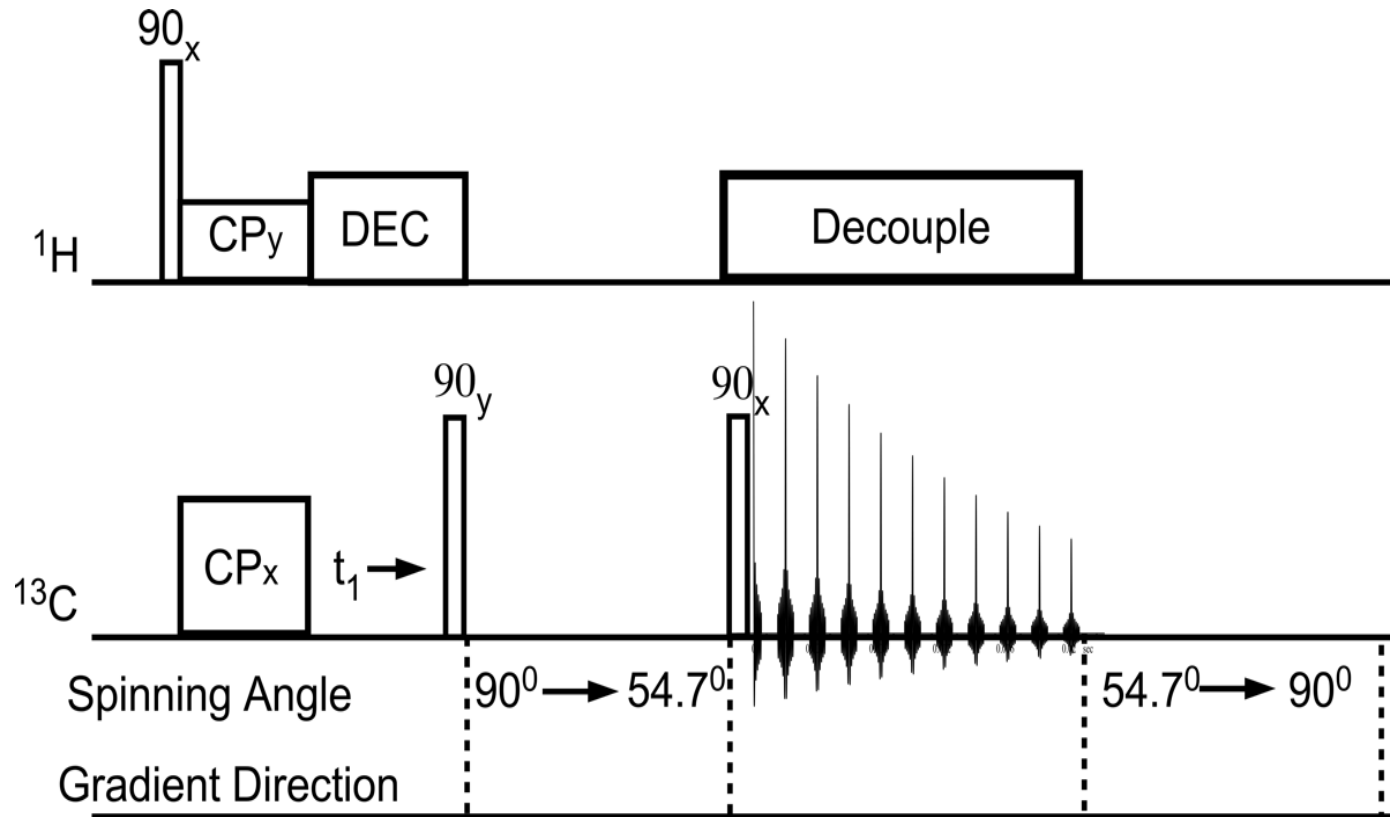 90x
CPy
DEC
Decouple
¹H
90y
90x
CPx
t₁
¹³C
Spinning Angle
90⁰ → 54.7⁰
54.7⁰ → 90⁰
Gradient Direction